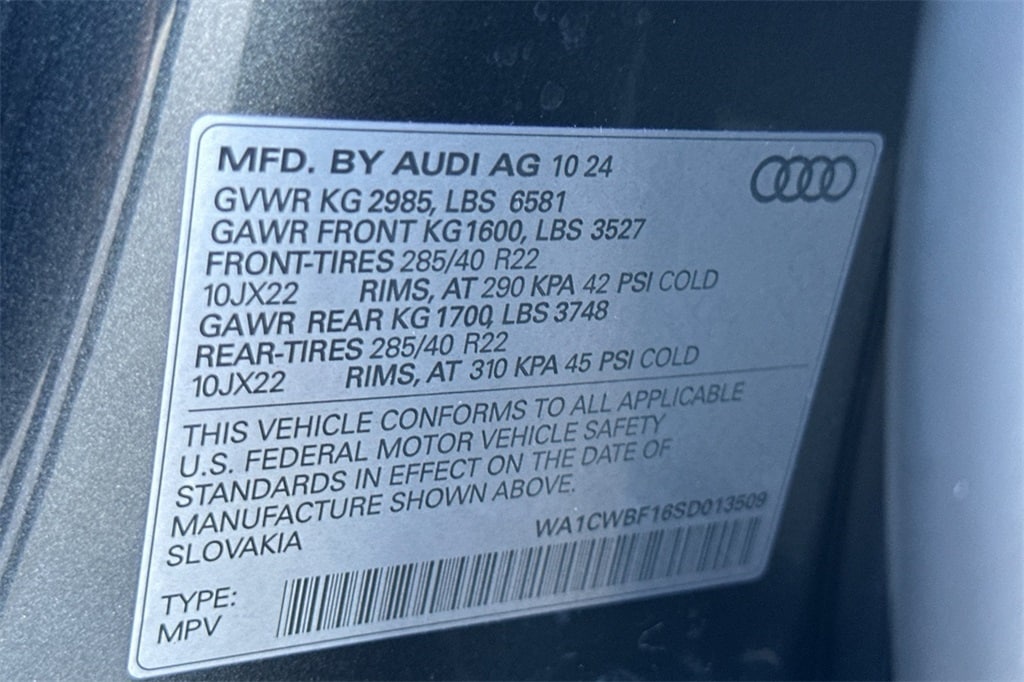 MFD. BY AUDI AG 10 24
GVWR KG 2985, LBS 6581
GAWR FRONT KG1600, LBS 3527
FRONT-TIRES 285/40 R22
10JX22 RIMS, AT 290 KPA 42 PSI COLD
GAWR REAR KG 1700, LBS 3748
REAR-TIRES 285/40 R22
10JX22 RIMS, AT 310 KPA 45 PSI COLD
THIS VEHICLE CONFORMS TO ALL APPLICABLE
U.S. FEDERAL MOTOR VEHICLE SAFETY
STANDARDS IN EFFECT ON THE DATE OF
MANUFACTURE SHOWN ABOVE.
SLOVAKIA
WA1CWBF16SD013509
TYPE:
MPV